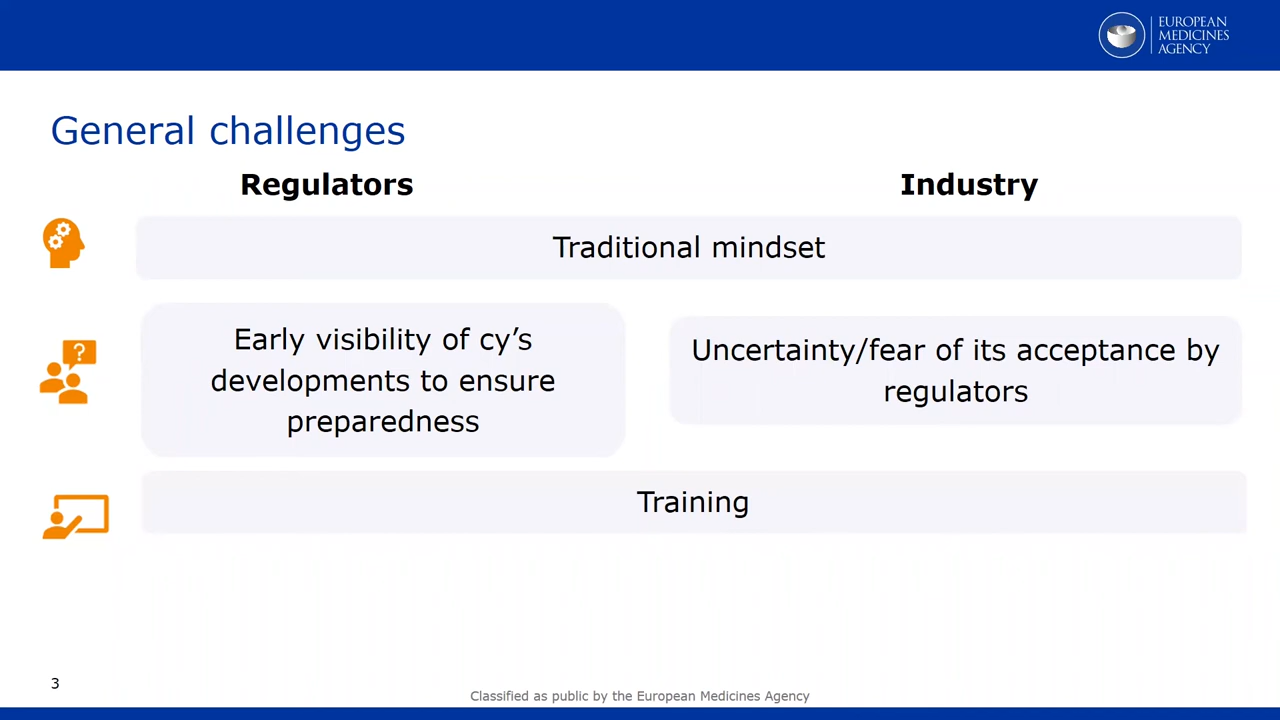 EUROPEAN
MEDICINES
AGENCY
General challenges
Regulators
Industry
Traditional mindset
Early visibility of cy’s
developments to ensure
preparedness
Uncertainty/fear of its acceptance by
regulators
?
Training
3
Classified as public by the European Medicines Agency